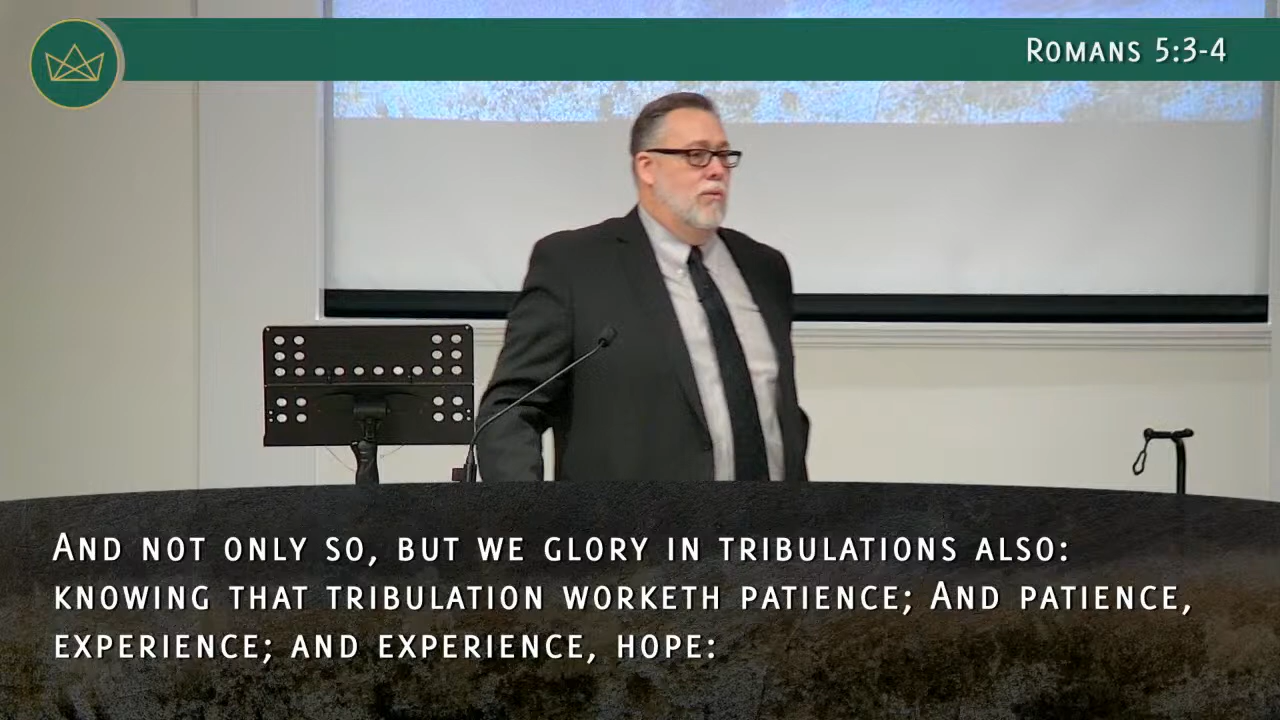 Romans 5:3-4
And not only so, but we glory in tribulations also:
knowing that tribulation worketh patience; And patience,
experience; and experience, hope: